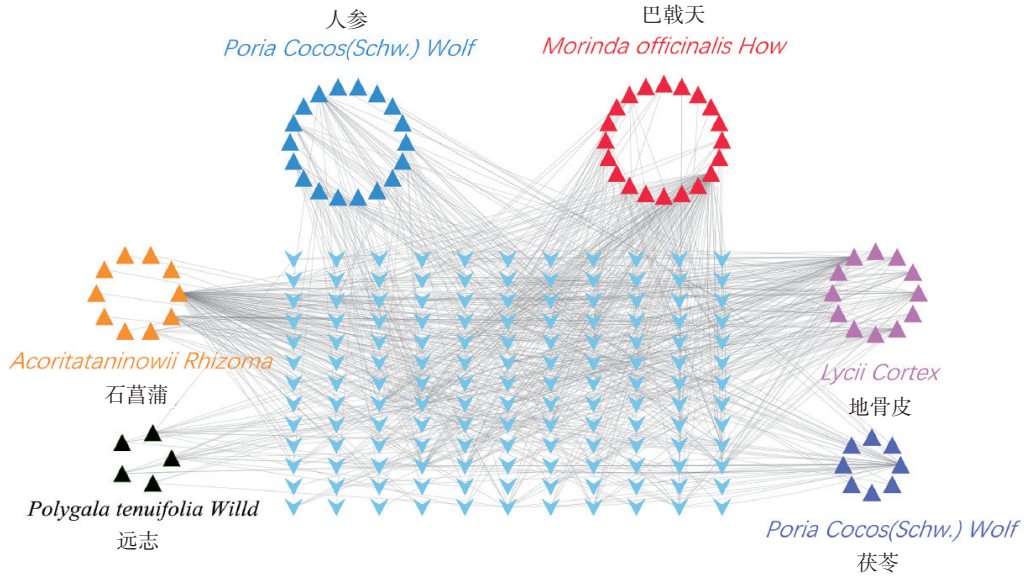 人参
Poria Cocos(Schw.) Wolf
巴戟天
Morinda officinalis How
Acoritataninowii Rhizoma
石菖蒲
Lycii Cortex
地骨皮
Polygala tenuifolia Willd
远志
Poria Cocos(Schw.) Wolf
茯苓